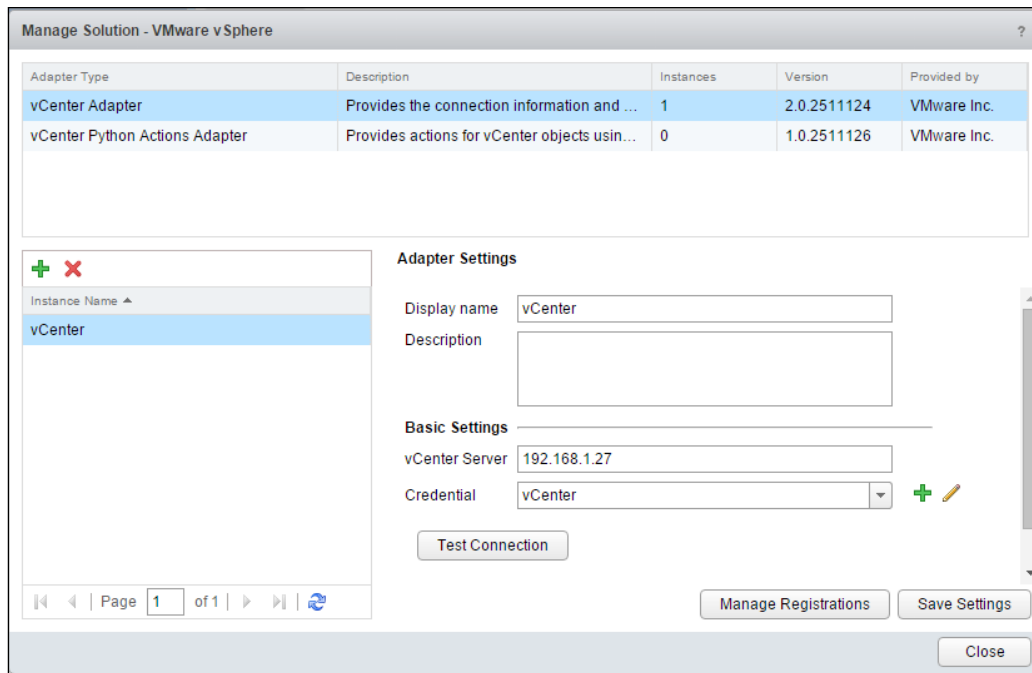 Manage Solution - VMware vSphere ?
Adapter Type Description Instances Version Provided by
vCenter Adapter Provides the connection information and ... 1 2.0.2511124 VMware Inc.
vCenter Python Actions Adapter Provides actions for vCenter objects usin... 0 1.0.2511126 VMware Inc.
Instance Name
vCenter
Page 1 of 1
Adapter Settings
Display name vCenter
Description
Basic Settings
vCenter Server 192.168.1.27
Credential vCenter
Test Connection
Manage Registrations Save Settings
Close